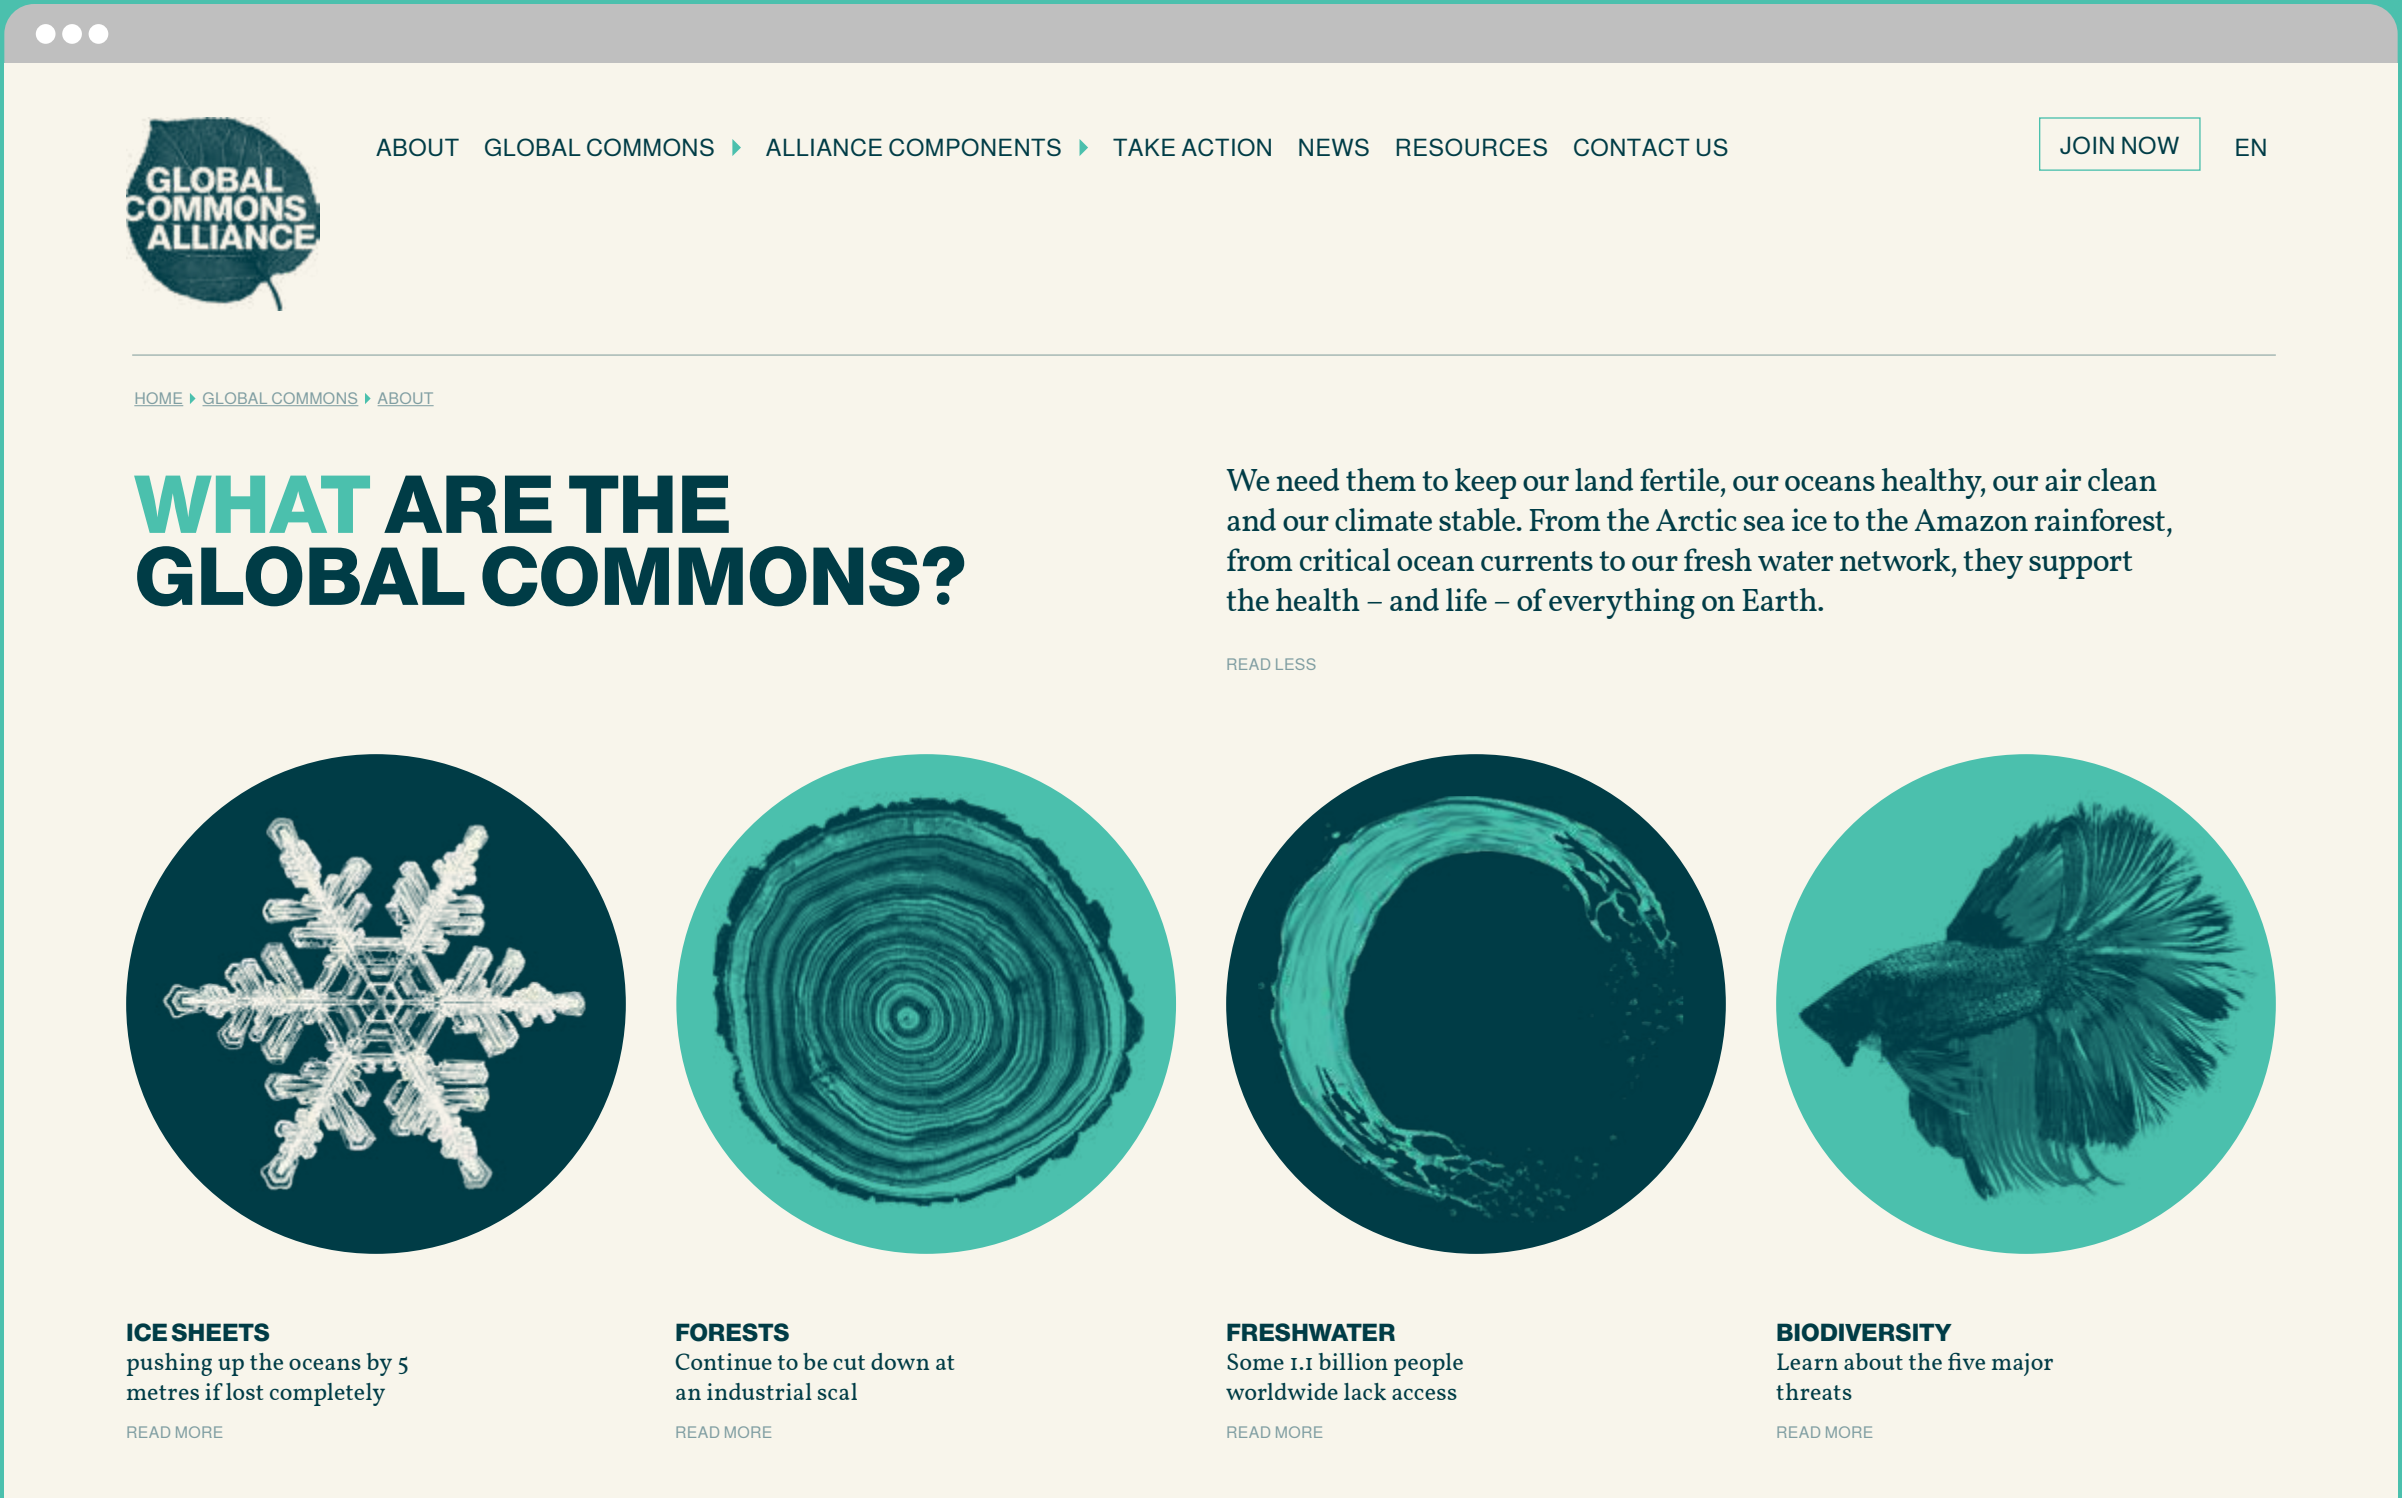 GLOBAL
COMMONS
ALLIANCE
ABOUT GLOBAL COMMONS ALLIANCE COMPONENTS TAKE ACTION NEWS RESOURCES CONTACT US JOIN NOW EN
HOME GLOBAL COMMONS ABOUT
WHAT ARE THE
GLOBAL COMMONS?
We need them to keep our land fertile, our oceans healthy, our air clean
and our climate stable. From the Arctic sea ice to the Amazon rainforest,
from critical ocean currents to our fresh water network, they support
the health – and life – of everything on Earth.
READ LESS
ICE SHEETS
pushing up the oceans by 5
metres if lost completely
READ MORE
FORESTS
Continue to be cut down at
an industrial scal
READ MORE
FRESHWATER
Some 1.1 billion people
worldwide lack access
READ MORE
BIODIVERSITY
Learn about the five major
threats
READ MORE